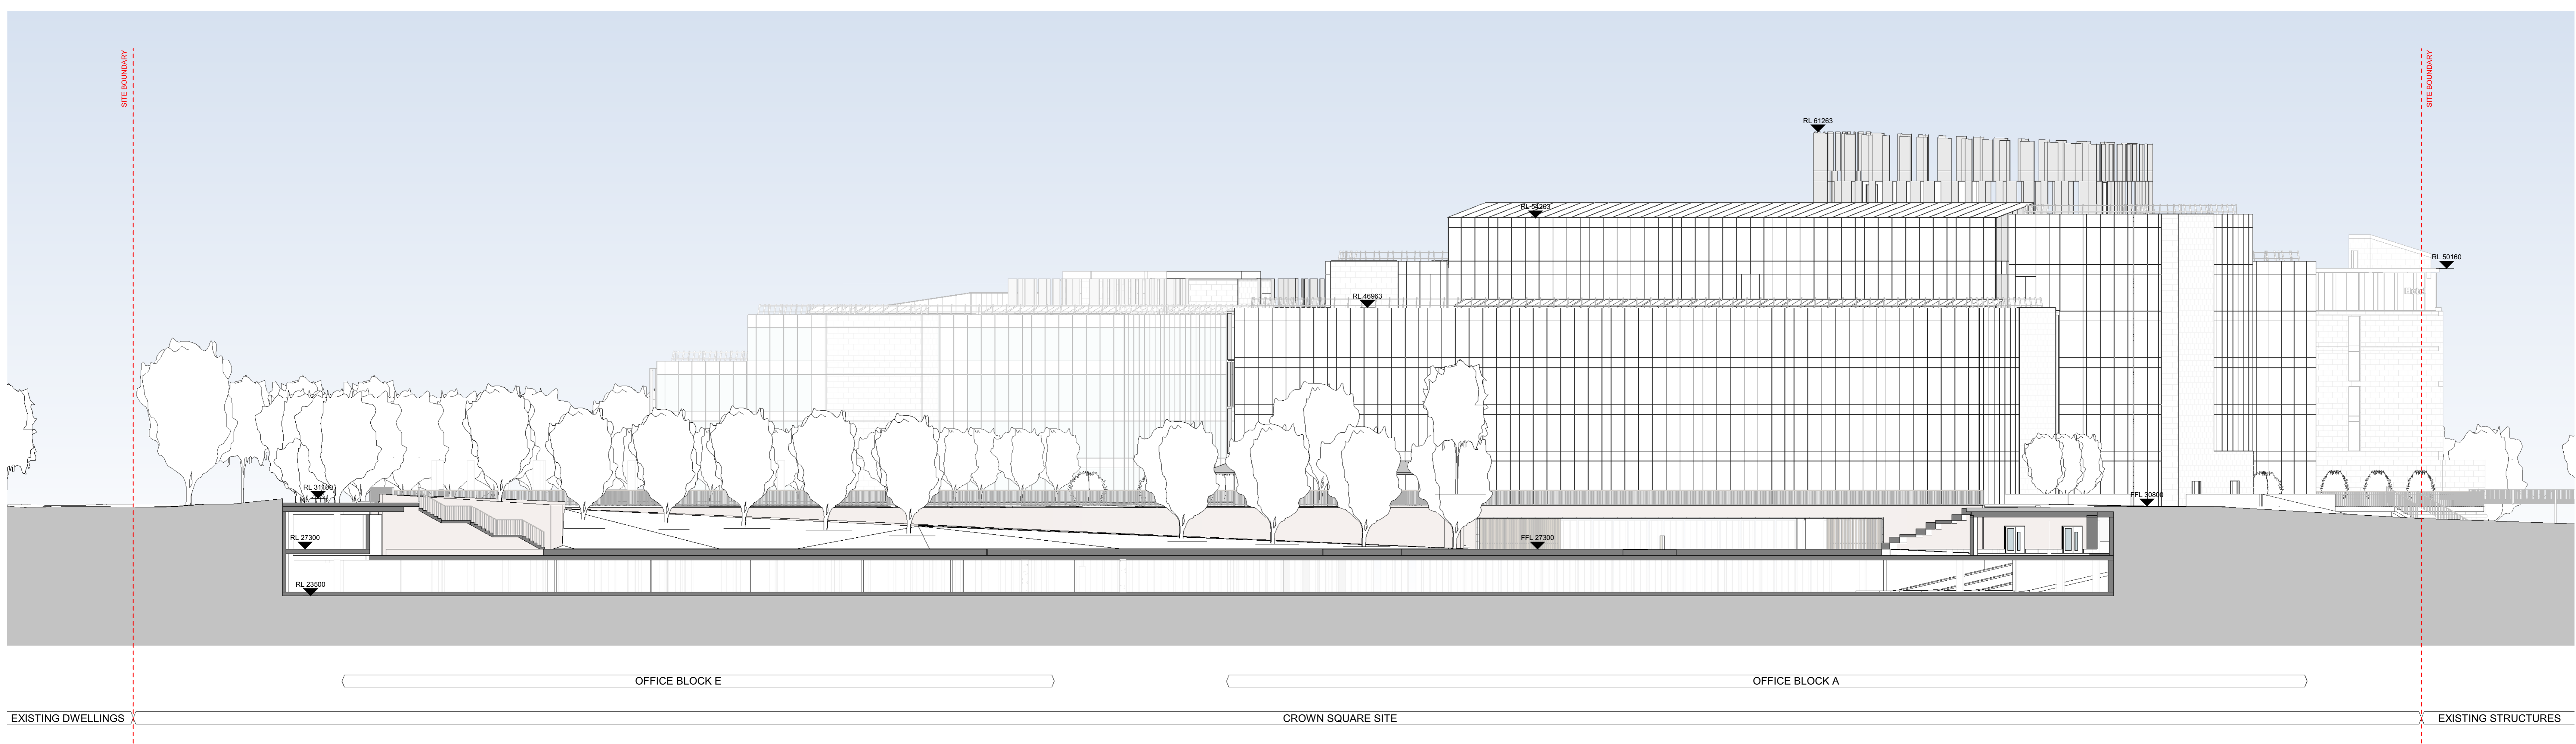 SITE BOUNDARY
SITE BOUNDARY
RL 61263
RL 54263
RL 50160
RL 46963
RL 31100
FFL 30800
RL 27300
FFL 27300
RL 23500
OFFICE BLOCK E
OFFICE BLOCK A
EXISTING DWELLINGS
CROWN SQUARE SITE
EXISTING STRUCTURES